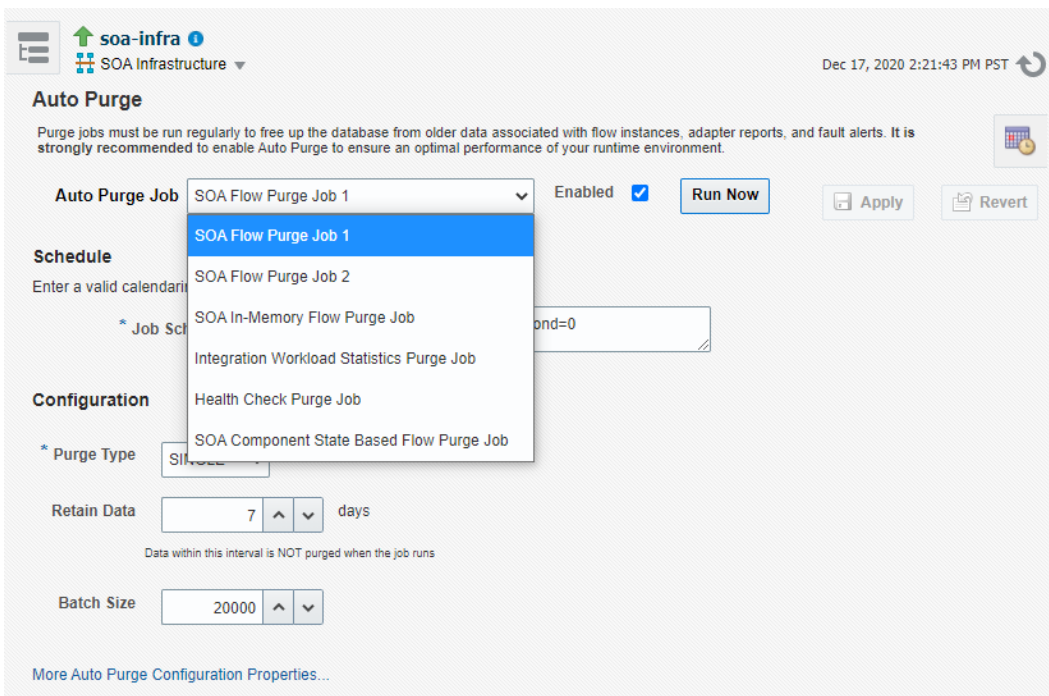 soa-infra
SOA Infrastructure
Dec 17, 2020 2:21:43 PM PST
Auto Purge
Purge jobs must be run regularly to free up the database from older data associated with flow instances, adapter reports, and fault alerts. It is
strongly recommended to enable Auto Purge to ensure an optimal performance of your runtime environment.
Auto Purge Job SOA Flow Purge Job 1 Enabled Run Now Apply Revert
SOA Flow Purge Job 1
Schedule
SOA Flow Purge Job 2
Enter a valid
SOA In-Memory Flow Purge Job
* Job
Integration Workload Statistics Purge Job
Configuration
Health Check Purge Job
SOA Component State Based Flow Purge Job
* Purge Type
Retain Data 7 days
Data within this interval is NOT purged when the job runs
Batch Size 20000
More Auto Purge Configuration Properties...